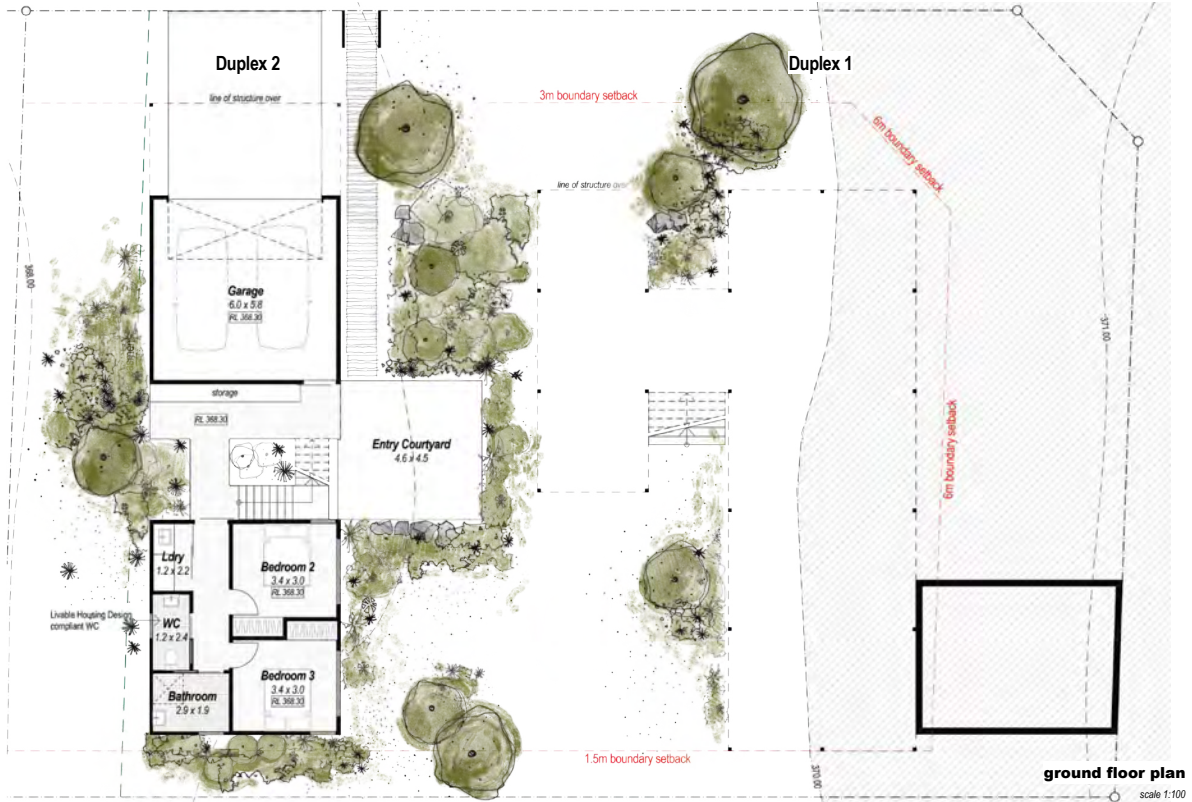 Duplex 2
Duplex 1
line of structure over
3m boundary setback
6m boundary setback
line of structure over
368.00
Garage
6.0 x 5.8
RL 368.30
371.00
storage
RL 368.30
Entry Courtyard
4.6 x 4.5
6m boundary setback
Ldry
1.2 x 2.2
Bedroom 2
3.4 x 3.0
RL 368.30
Livable Housing Design
compliant WC
WC
1.2 x 2.4
Bedroom 3
3.4 x 3.0
RL 368.30
Bathroom
2.9 x 1.9
1.5m boundary setback
370.00
ground floor plan
scale 1:100